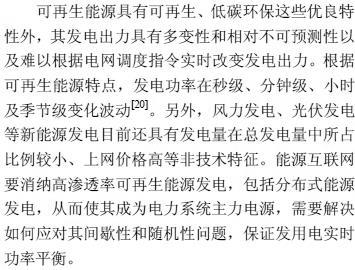 可再生能源具有可再生、低碳环保这些优良特
性外，其发电出力具有多变性和相对不可预测性以
及难以根据电网调度指令实时改变发电出力。根据
可再生能源特点，发电功率在秒级、分钟级、小时
及季节级变化波动[20]。另外，风力发电、光伏发电
等新能源发电目前还具有发电量在总发电量中所占
比例较小、上网价格高等非技术特征。能源互联网
要消纳高渗透率可再生能源发电，包括分布式能源
发电，从而使其成为电力系统主力电源，需要解决
如何应对其间歇性和随机性问题，保证发用电实时
功率平衡。